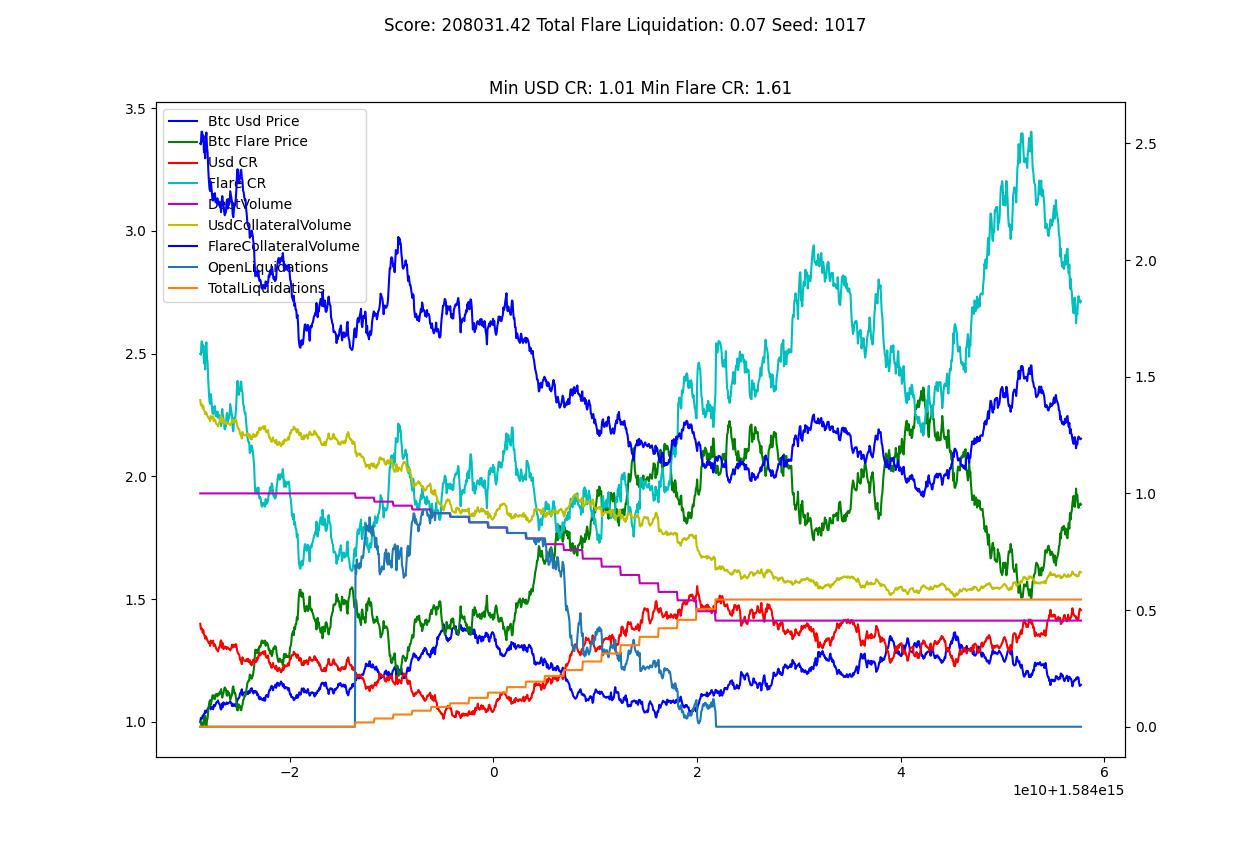 Score: 208031.42 Total Flare Liquidation: 0.07 Seed: 1017
Min USD CR: 1.01 Min Flare CR: 1.61
Btc Usd Price
Btc Flare Price
Usd CR
Flare CR
DebtVolume
UsdCollateralVolume
FlareCollateralVolume
OpenLiquidations
TotalLiquidations
3.5
3.0
2.5
2.0
1.5
1.0
2.5
2.0
1.5
1.0
0.5
0.0
−2 0 2 4 6
1e10+1.584e15